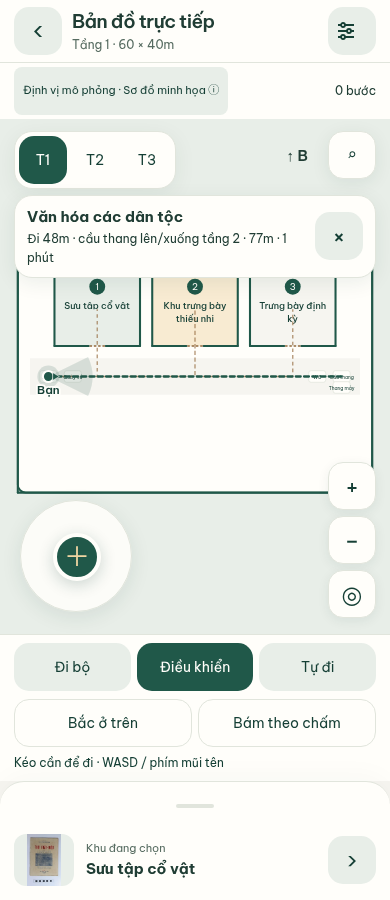 Bản đồ trực tiếp
Tầng 1 · 60 × 40m
Định vị mô phỏng · Sơ đồ minh họa ⓘ
0 bước
T1 T2 T3
↑ B
Văn hóa các dân tộc
Đi 48m · cầu thang lên/xuống tầng 2 · 77m · 1
phút
×
1 2 3
Sưu tập cổ vật
Khu trưng bày
thiếu nhi
Trưng bày định
kỳ
Thang máy
Bạn
+
−
Đi bộ
Điều khiển
Tự đi
Bắc ở trên
Bám theo chấm
Kéo cần để đi · WASD / phím mũi tên
Khu đang chọn
Sưu tập cổ vật